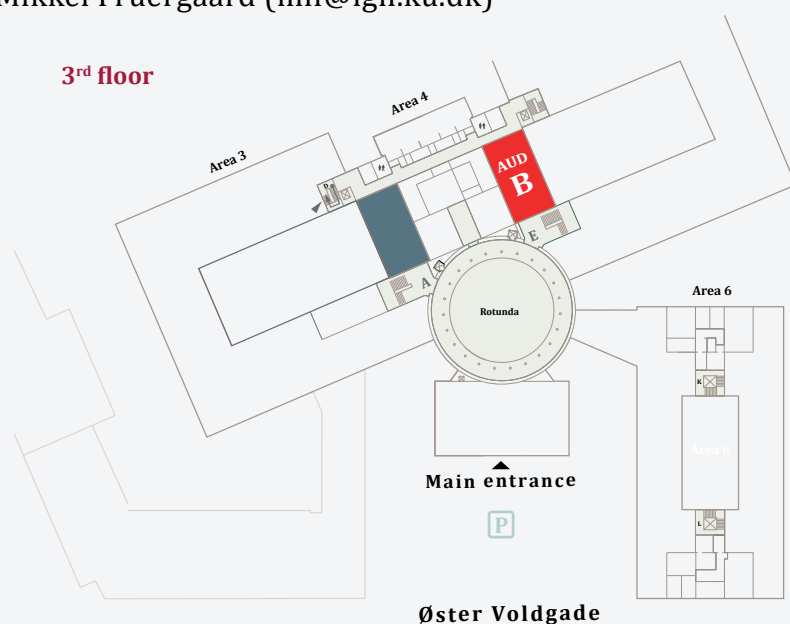 3rd floor
Area 4
Area 3
AUD
B
E
A
Rotunda
Area 6
K
Area 6
L
Main entrance
P
Øster Voldgade